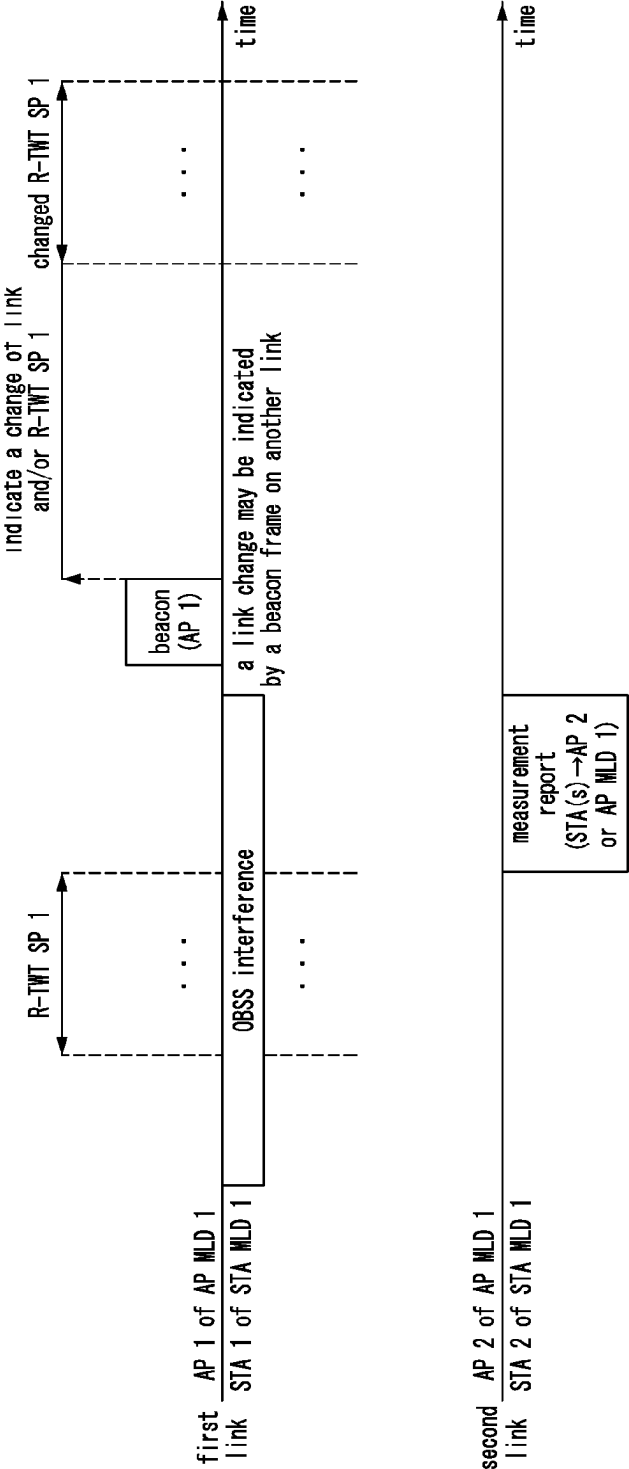 indicate a change of link
and/or R-TWT SP 1
R-TWT SP 1
changed R-TWT SP 1
beacon
(AP 1)
first
link
AP 1 of AP MLD 1
STA 1 of STA MLD 1
OBSS interference
a link change may be indicated
by a beacon frame on another link
time
second
link
AP 2 of AP MLD 1
STA 2 of STA MLD 1
measurement
report
(STA(s)→AP 2
or AP MLD 1)
time